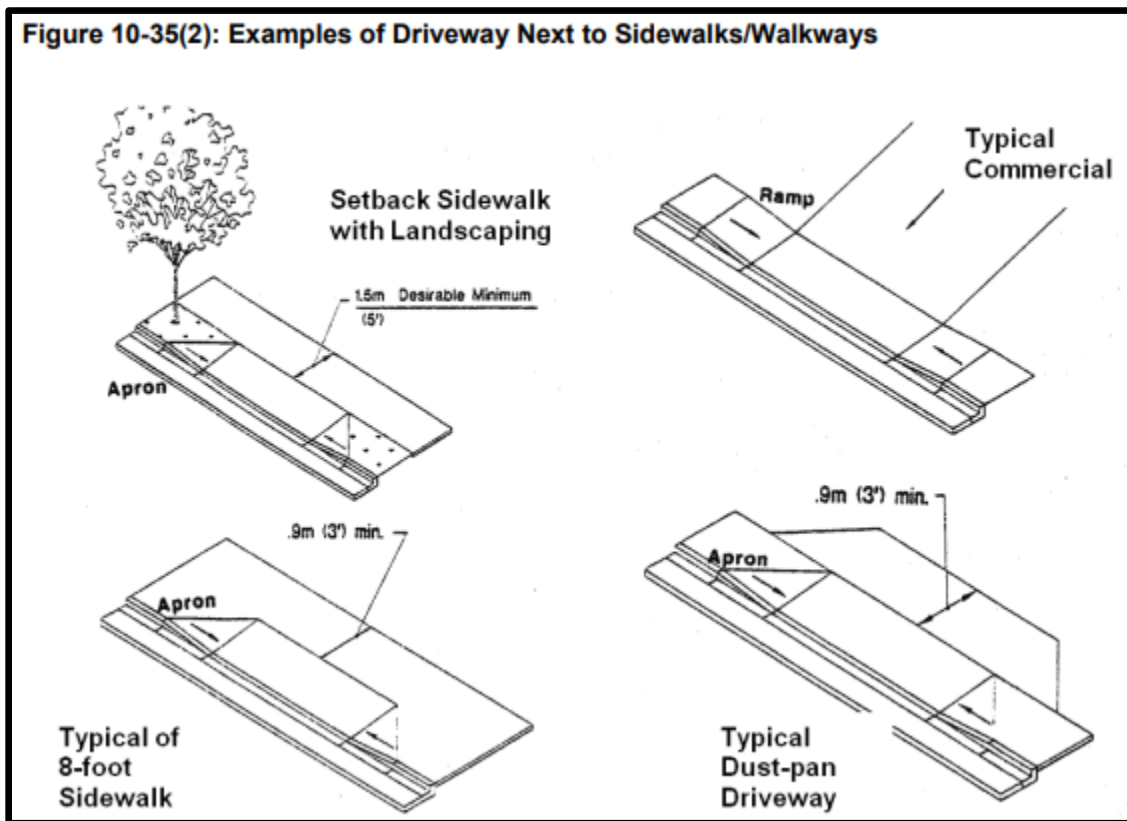 Figure 10-35(2): Examples of Driveway Next to Sidewalks/Walkways
Setback Sidewalk
with Landscaping
1.5m Desirable Minimum
(5')
Apron
Typical
Commercial
Ramp
.9m (3') min.
Apron
Typical of
8-foot
Sidewalk
.9m (3') min.
Apron
Typical
Dust-pan
Driveway